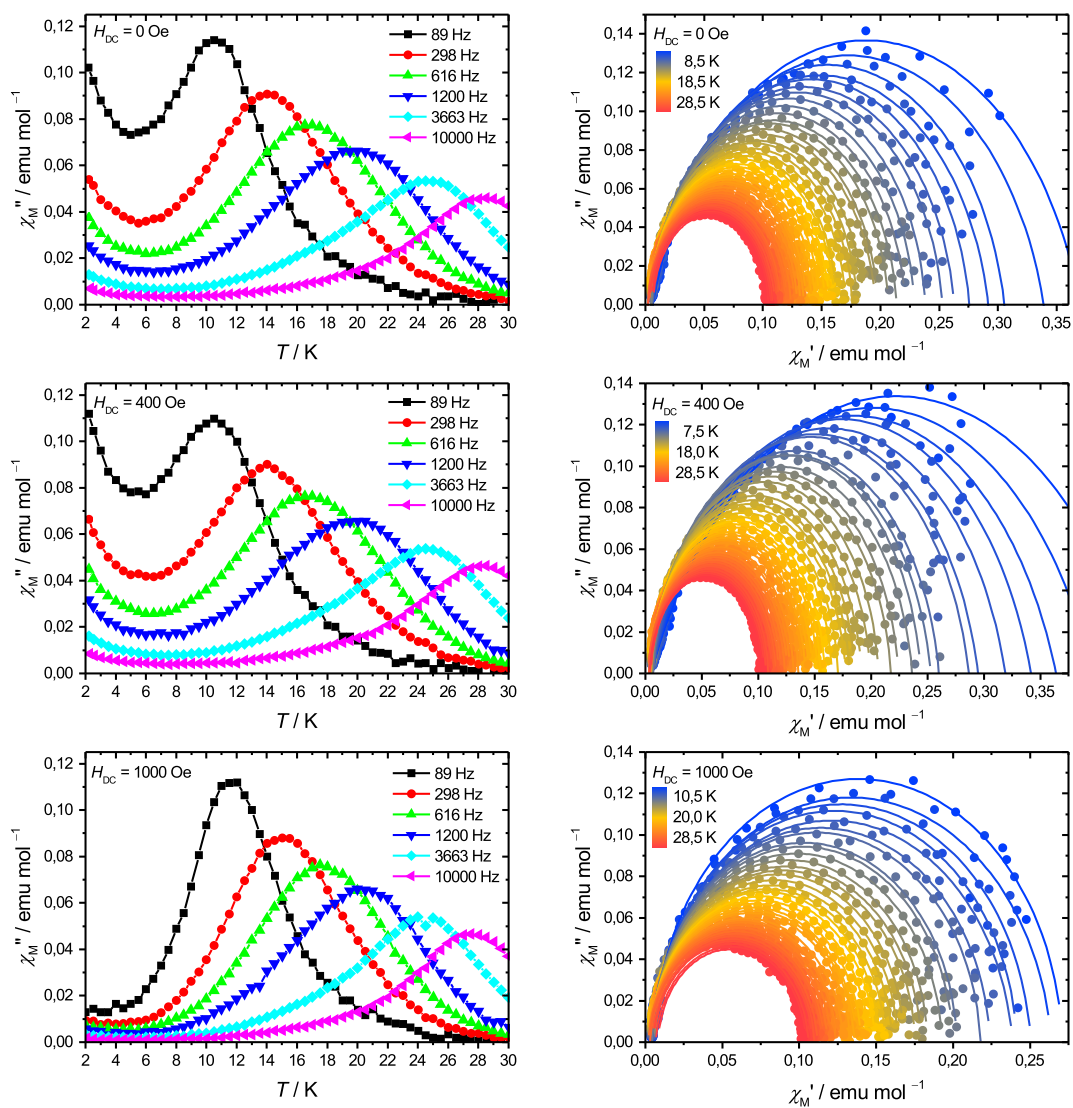 H_DC = 0 Oe
89 Hz
298 Hz
616 Hz
1200 Hz
3663 Hz
10000 Hz
0,12
0,10
0,08
0,06
0,04
0,02
0,00
χ_M'' / emu mol⁻¹
2 4 6 8 10 12 14 16 18 20 22 24 26 28 30
T / K
H_DC = 0 Oe
8,5 K
18,5 K
28,5 K
0,14
0,12
0,10
0,08
0,06
0,04
0,02
0,00
χ_M'' / emu mol⁻¹
0,00 0,05 0,10 0,15 0,20 0,25 0,30 0,35
χ_M' / emu mol⁻¹
H_DC = 400 Oe
89 Hz
298 Hz
616 Hz
1200 Hz
3663 Hz
10000 Hz
0,12
0,10
0,08
0,06
0,04
0,02
0,00
χ_M'' / emu mol⁻¹
2 4 6 8 10 12 14 16 18 20 22 24 26 28 30
T / K
H_DC = 400 Oe
7,5 K
18,0 K
28,5 K
0,14
0,12
0,10
0,08
0,06
0,04
0,02
0,00
χ_M'' / emu mol⁻¹
0,00 0,05 0,10 0,15 0,20 0,25 0,30 0,35
χ_M' / emu mol⁻¹
H_DC = 1000 Oe
89 Hz
298 Hz
616 Hz
1200 Hz
3663 Hz
10000 Hz
0,12
0,10
0,08
0,06
0,04
0,02
0,00
χ_M'' / emu mol⁻¹
2 4 6 8 10 12 14 16 18 20 22 24 26 28 30
T / K
H_DC = 1000 Oe
10,5 K
20,0 K
28,5 K
0,14
0,12
0,10
0,08
0,06
0,04
0,02
0,00
χ_M'' / emu mol⁻¹
0,00 0,05 0,10 0,15 0,20 0,25
χ_M' / emu mol⁻¹